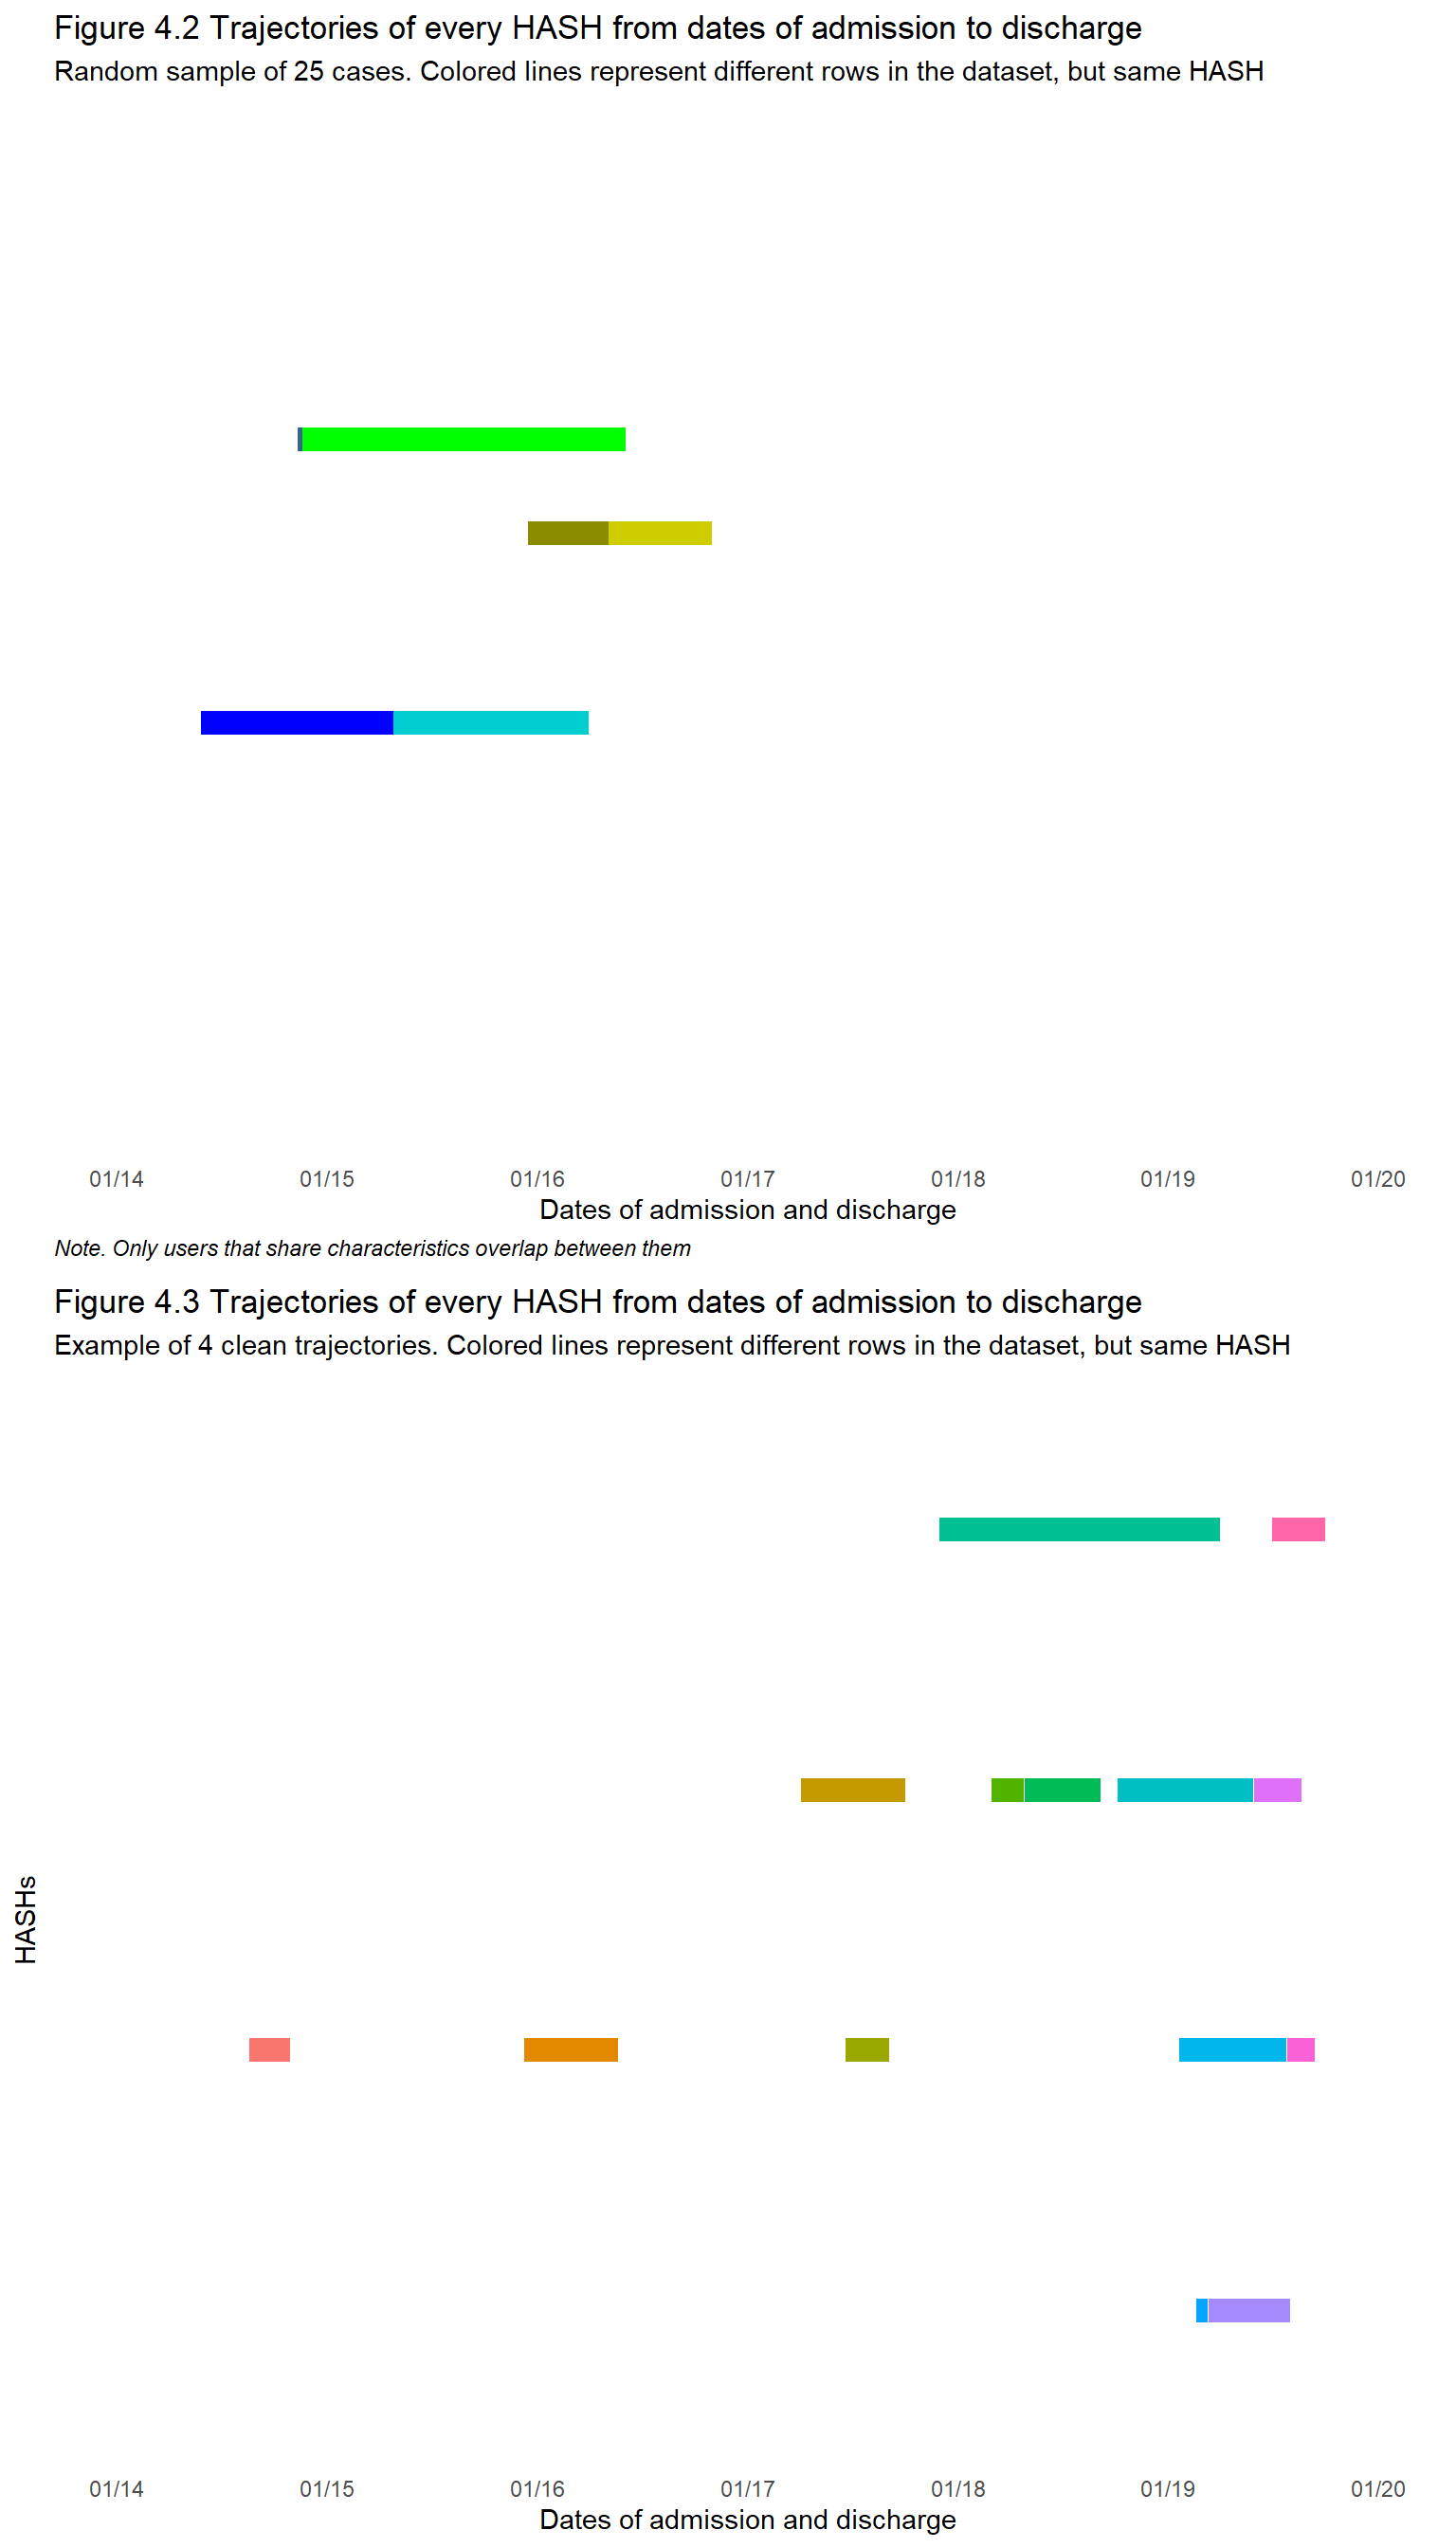 Figure 4.2 Trajectories of every HASH from dates of admission to discharge
Random sample of 25 cases. Colored lines represent different rows in the dataset, but same HASH
01/14 01/15 01/16 01/17 01/18 01/19 01/20
Dates of admission and discharge
Note. Only users that share characteristics overlap between them
Figure 4.3 Trajectories of every HASH from dates of admission to discharge
Example of 4 clean trajectories. Colored lines represent different rows in the dataset, but same HASH
HASHs
01/14 01/15 01/16 01/17 01/18 01/19 01/20
Dates of admission and discharge